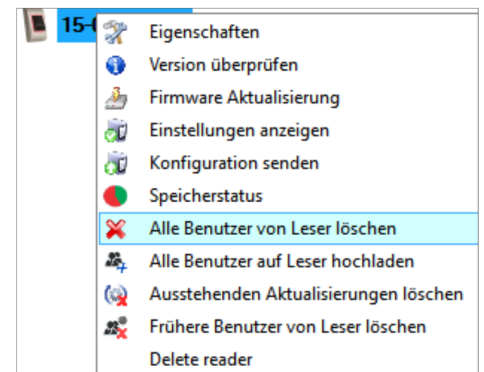 15-
Eigenschaften
Version überprüfen
Firmware Aktualisierung
Einstellungen anzeigen
Konfiguration senden
Speicherstatus
Alle Benutzer von Leser löschen
Alle Benutzer auf Leser hochladen
Ausstehenden Aktualisierungen löschen
Frühere Benutzer von Leser löschen
Delete reader